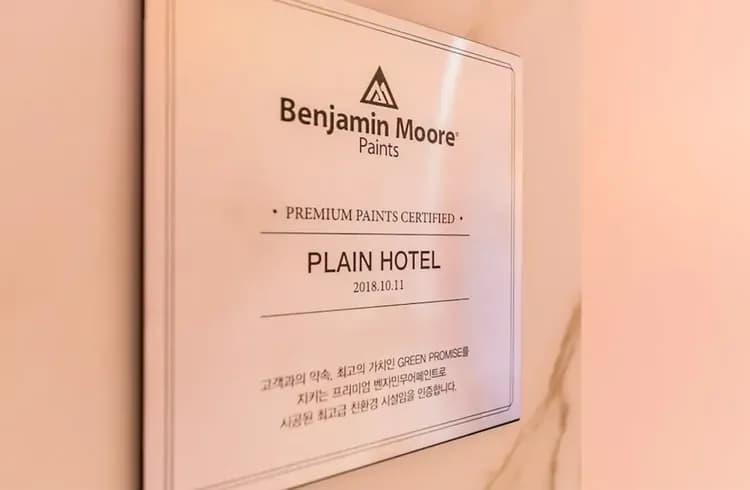 Benjamin Moore®
Paints
• PREMIUM PAINTS CERTIFIED •
PLAIN HOTEL
2018.10.11
고객과의 약속, 최고의 가치인 GREEN PROMISE를
지키는 프리미엄 벤자민무어페인트로
시공된 최고급 친환경 시설임을 인증합니다.